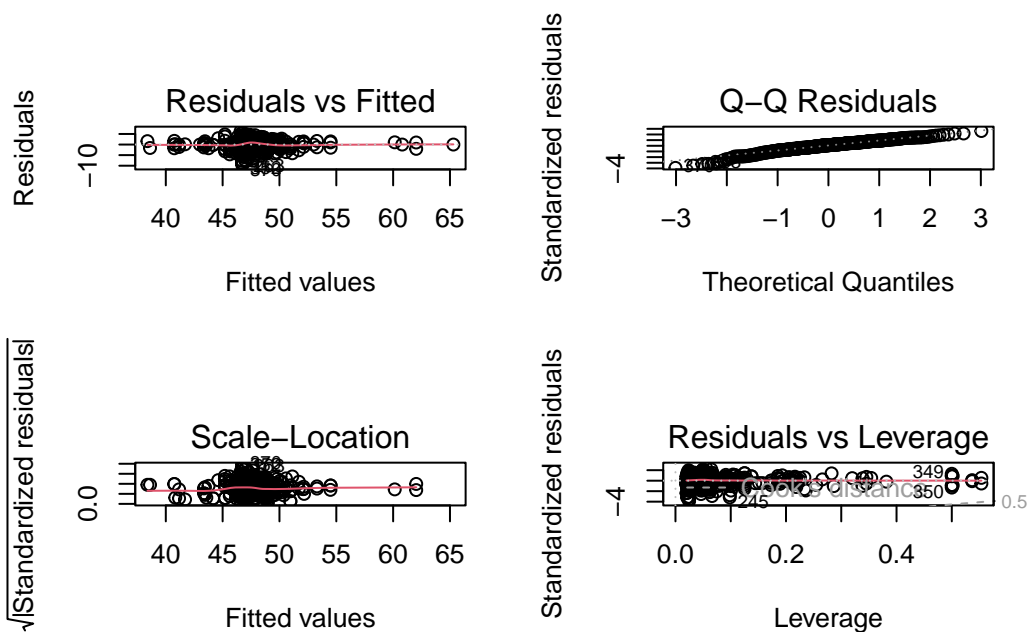 Residuals vs Fitted
Residuals
−10
40 45 50 55 60 65
Fitted values
Q−Q Residuals
Standardized residuals
−4
−3 −1 0 1 2 3
Theoretical Quantiles
Scale−Location
√|Standardized residuals|
0.0
40 45 50 55 60 65
Fitted values
Residuals vs Leverage
Standardized residuals
−4
349
350
245
Cook's distance
0.5
0.0 0.2 0.4
Leverage